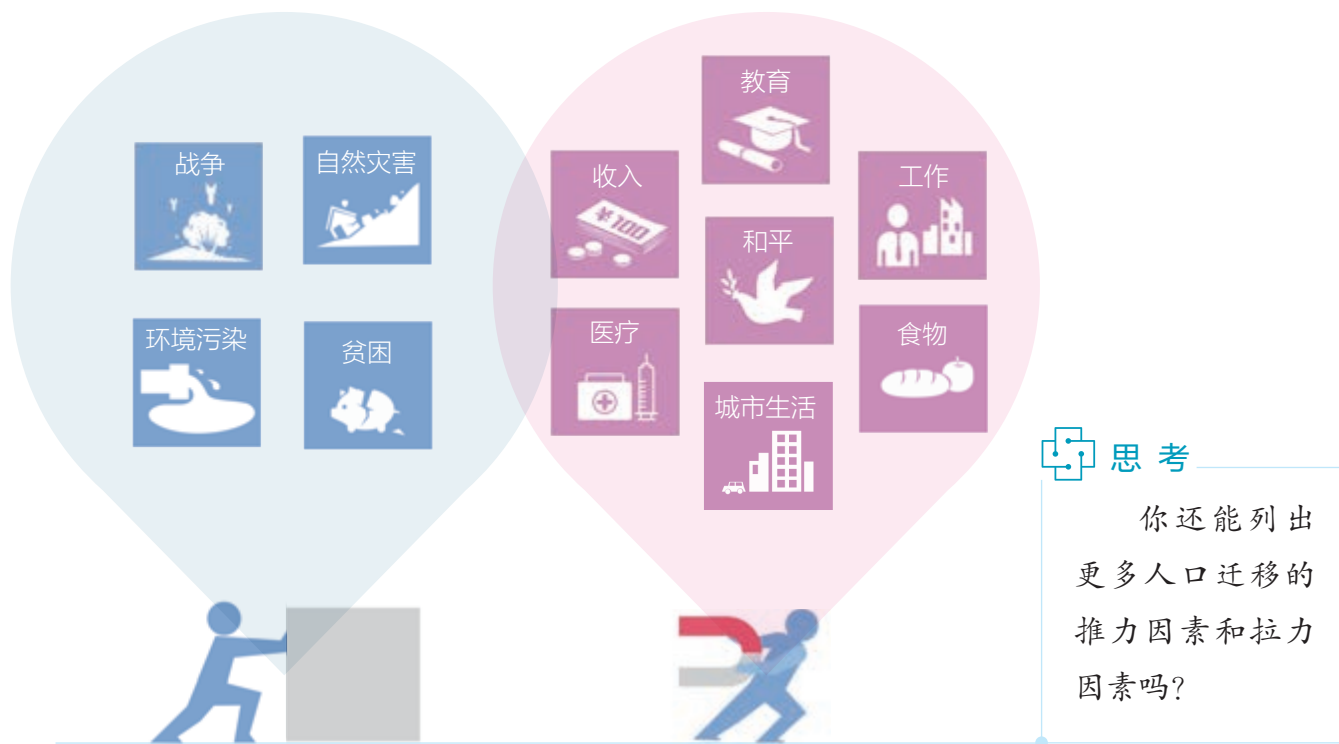 战争
自然灾害
环境污染
贫困
教育
收入
¥100
工作
和平
医疗
食物
城市生活
思考
你还能列出
更多人口迁移的
推力因素和拉力
因素吗?